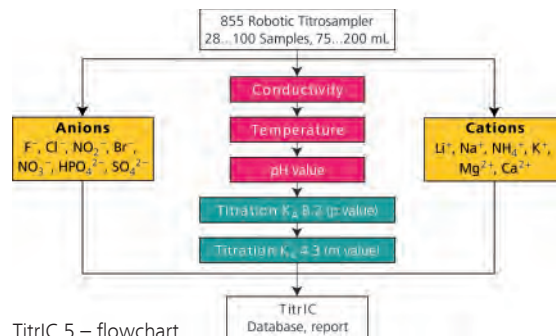 855 Robotic Titrosampler
28...100 Samples, 75...200 mL
Conductivity
Temperature
pH value
Titration Kₐ 8.2 (p value)
Titration Kₐ 4.3 (m value)
Anions
F⁻, Cl⁻, NO₂⁻, Br⁻,
NO₃⁻, HPO₄²⁻, SO₄²⁻
Cations
Li⁺, Na⁺, NH₄⁺, K⁺,
Mg²⁺, Ca²⁺
TitrIC
Database, report
TitrIC 5 – flowchart